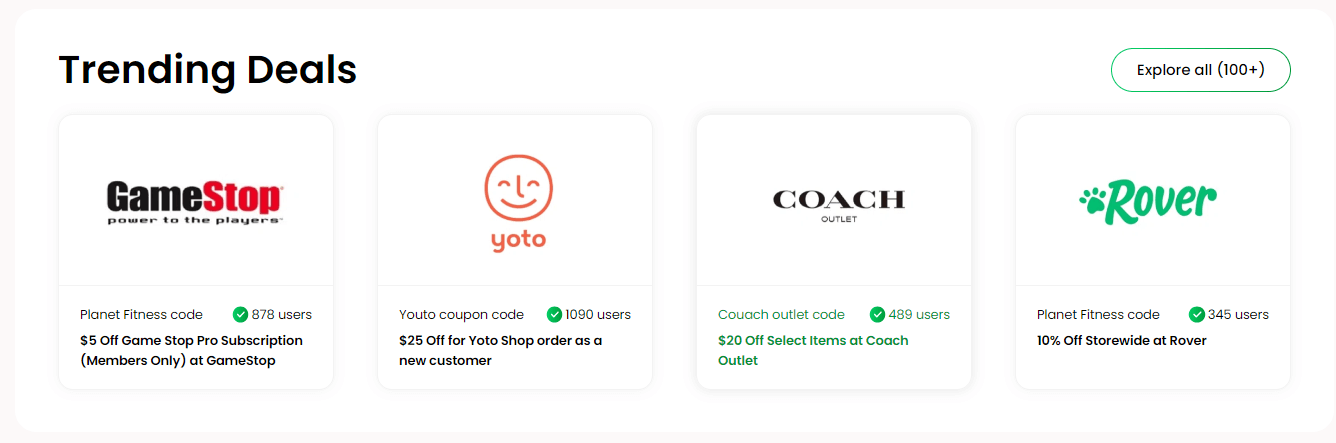 Trending Deals
Explore all (100+)
GameStop
power to the players
yoto
COACH
OUTLET
Rover
Planet Fitness code
878 users
$5 Off Game Stop Pro Subscription
(Members Only) at GameStop
Youto coupon code
1090 users
$25 Off for Yoto Shop order as a
new customer
Couach outlet code
489 users
$20 Off Select Items at Coach
Outlet
Planet Fitness code
345 users
10% Off Storewide at Rover